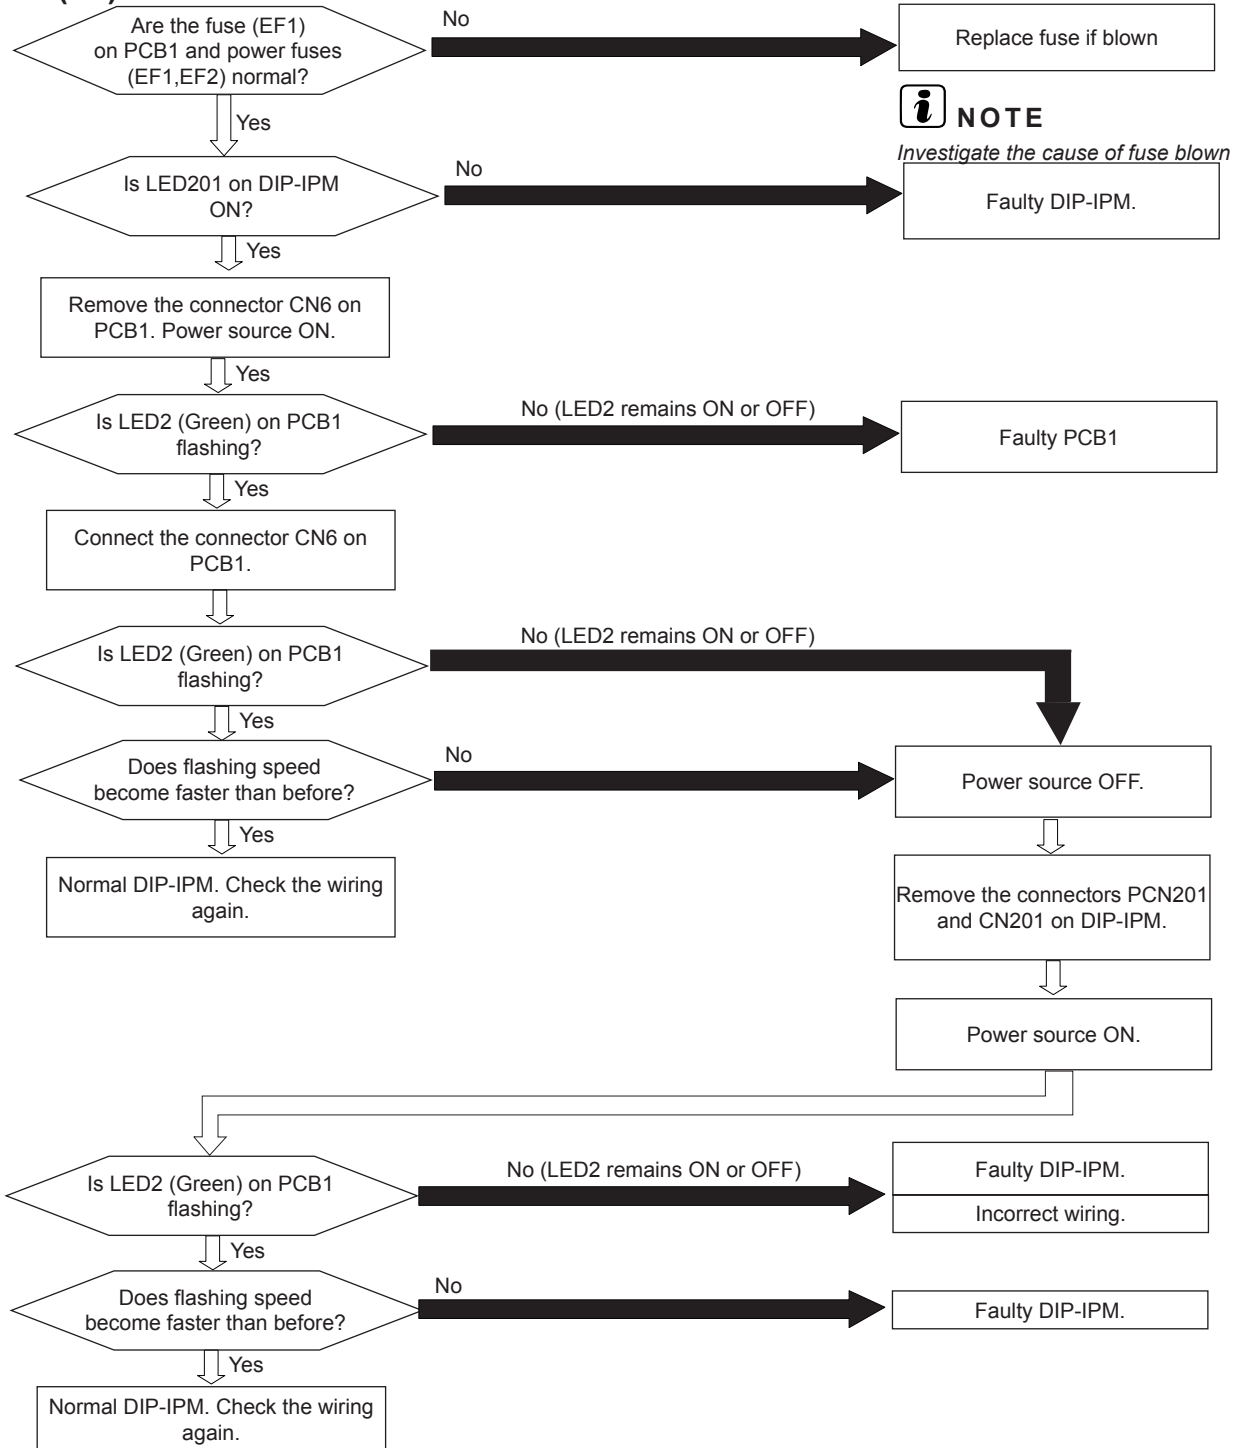 Are the fuse (EF1)
on PCB1 and power fuses
(EF1,EF2) normal?
No
Replace fuse if blown
i NOTE
Investigate the cause of fuse blown
Yes
Is LED201 on DIP-IPM
ON?
No
Faulty DIP-IPM.
Yes
Remove the connector CN6 on
PCB1. Power source ON.
Yes
Is LED2 (Green) on PCB1
flashing?
No (LED2 remains ON or OFF)
Faulty PCB1
Yes
Connect the connector CN6 on
PCB1.
Is LED2 (Green) on PCB1
flashing?
No (LED2 remains ON or OFF)
Yes
Does flashing speed
become faster than before?
No
Power source OFF.
Yes
Normal DIP-IPM. Check the wiring
again.
Remove the connectors PCN201
and CN201 on DIP-IPM.
Power source ON.
Is LED2 (Green) on PCB1
flashing?
No (LED2 remains ON or OFF)
Faulty DIP-IPM.
Incorrect wiring.
Yes
Does flashing speed
become faster than before?
No
Faulty DIP-IPM.
Yes
Normal DIP-IPM. Check the wiring
again.